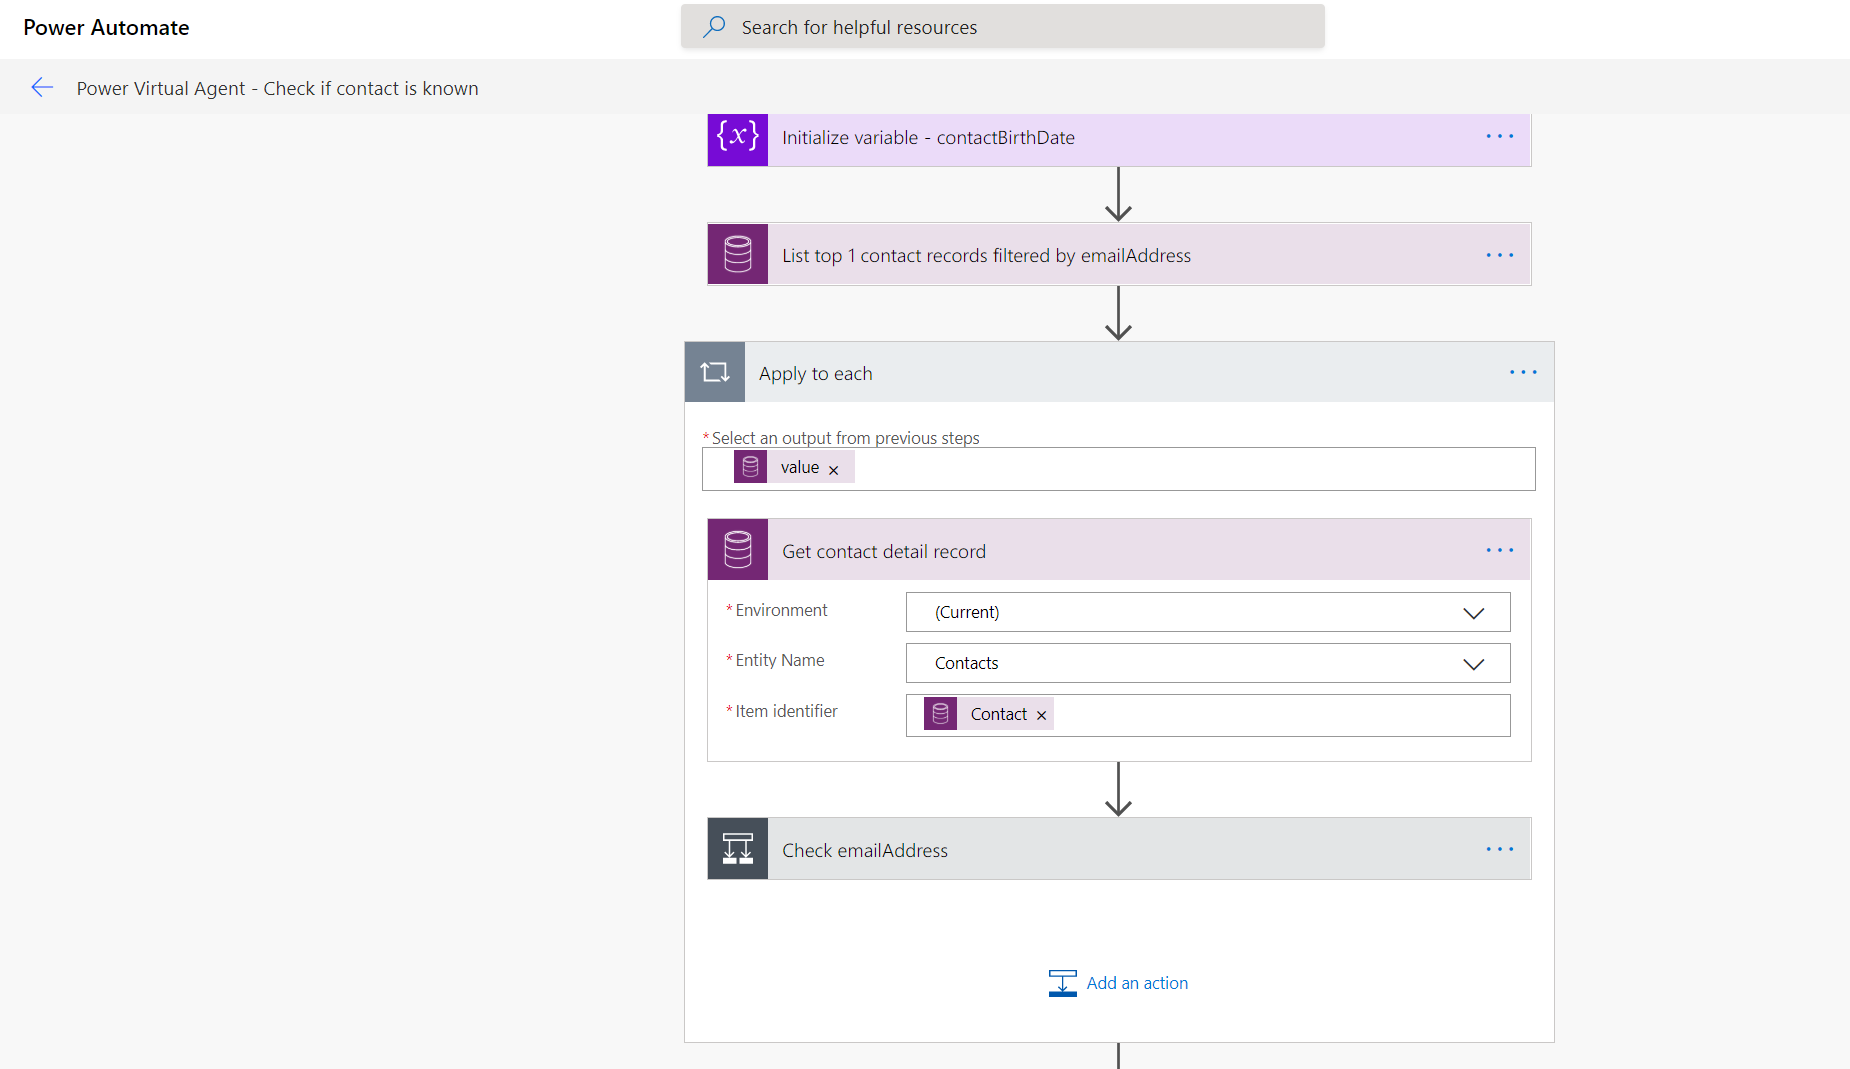 Power Automate
Search for helpful resources
Power Virtual Agent - Check if contact is known
{x} Initialize variable - contactBirthDate
List top 1 contact records filtered by emailAddress
Apply to each
*Select an output from previous steps
value ×
Get contact detail record
*Environment (Current)
*Entity Name Contacts
*Item identifier Contact ×
Check emailAddress
Add an action